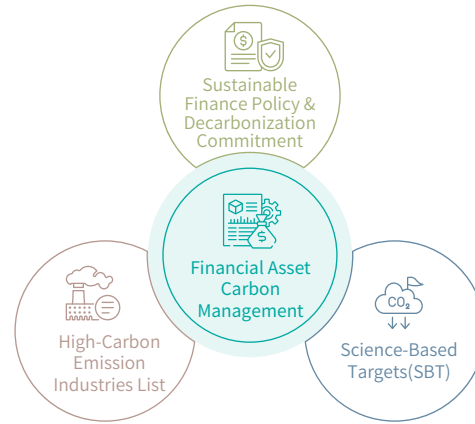 Sustainable
Finance Policy &
Decarbonization
Commitment
$
$
Financial Asset
Carbon
Management
High-Carbon
Emission
Industries List
CO₂
Science-Based
Targets(SBT)